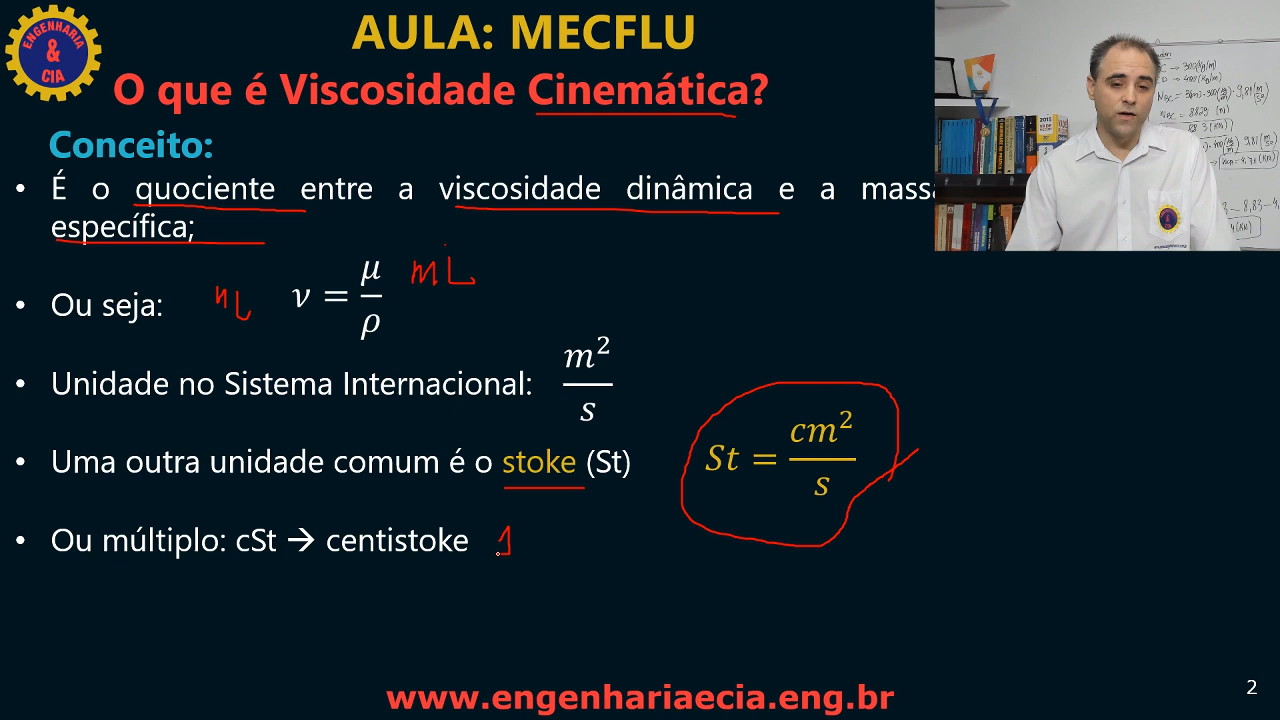 AULA: MECFLU
ENGENHARIA
&
CIA
O que é Viscosidade Cinemática?
Conceito:
• É o quociente entre a viscosidade dinâmica e a massa
específica;
• Ou seja: ν = μ/ρ
• Unidade no Sistema Internacional: m²/s
St = cm²/s
• Uma outra unidade comum é o stoke (St)
• Ou múltiplo: cSt → centistoke 1
www.engenhariaecia.eng.br
2